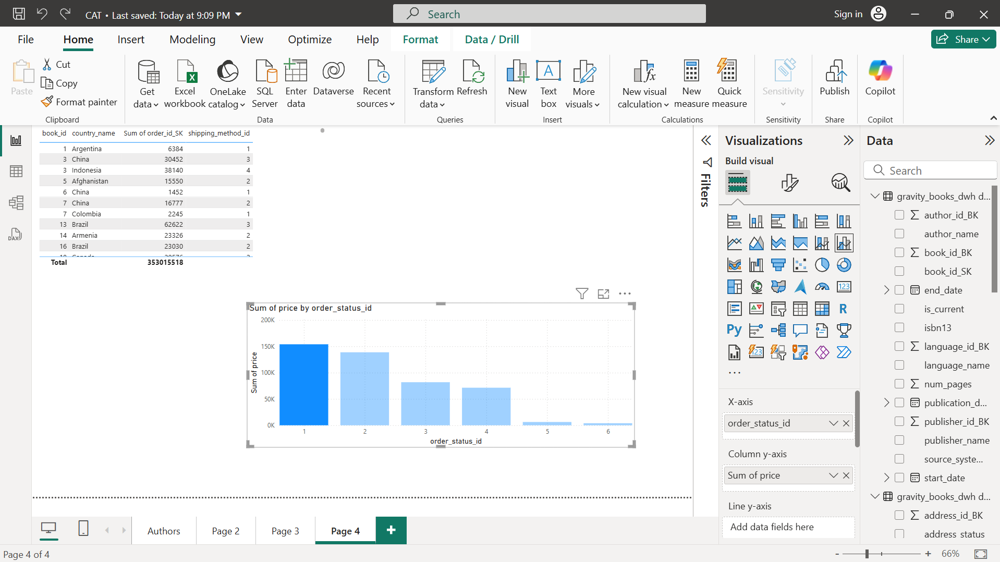 CAT • Last saved: Today at 9:09 PM
Search
Sign in
File Home Insert Modeling View Optimize Help Format Data / Drill
Share
Paste
Cut
Copy
Format painter
Clipboard
Get data
Excel workbook
OneLake catalog
SQL Server
Enter data
Dataverse
Recent sources
Data
Transform data
Refresh
Queries
New visual
Text box
More visuals
Insert
New visual calculation
New measure
Quick measure
Calculations
Sensitivity
Sensitivity
Publish
Share
Copilot
Copilot
book_id country_name Sum of order_id_SK shipping_method_id
1 Argentina 6384 1
3 China 30452 3
3 Indonesia 38140 4
5 Afghanistan 15550 2
6 China 1452 1
7 China 16777 2
7 Colombia 2245 1
13 Brazil 62622 3
14 Armenia 23326 2
16 Brazil 23030 2
Total 353015518
Sum of price by order_status_id
200K
150K
100K
50K
0K
Sum of price
1 2 3 4 5 6
order_status_id
Filters
Visualizations
Build visual
123
R
Py
123
X-axis
order_status_id
Column y-axis
Sum of price
Line y-axis
Add data fields here
Data
Search
gravity_books_dwh d...
author_id_BK
author_name
book_id_BK
book_id_SK
end_date
is_current
isbn13
language_id_BK
language_name
num_pages
publication_d...
publisher_id_BK
publisher_name
source_syste...
start_date
gravity_books_dwh d...
address_id_BK
address_status
DAX
Authors Page 2 Page 3 Page 4
Page 4 of 4
66%